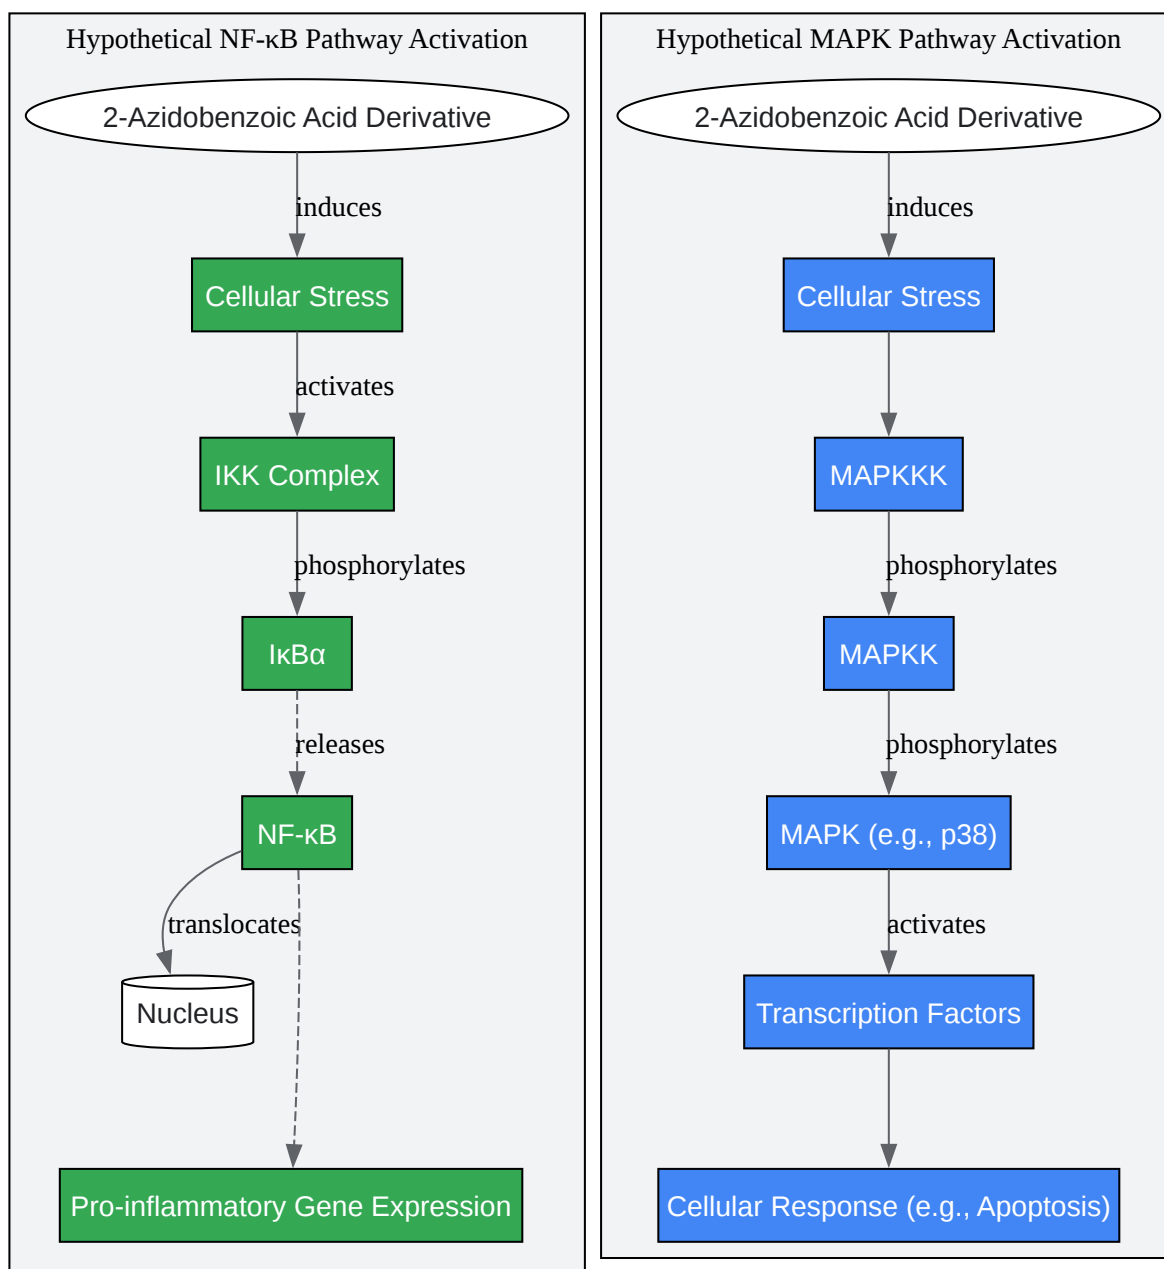 Hypothetical NF-κB Pathway Activation
2-Azidobenzoic Acid Derivative
induces
Cellular Stress
activates
IKK Complex
phosphorylates
IκBα
releases
NF-κB
translocates
Nucleus
Pro-inflammatory Gene Expression
Hypothetical MAPK Pathway Activation
2-Azidobenzoic Acid Derivative
induces
Cellular Stress
MAPKKK
phosphorylates
MAPKK
phosphorylates
MAPK (e.g., p38)
activates
Transcription Factors
Cellular Response (e.g., Apoptosis)